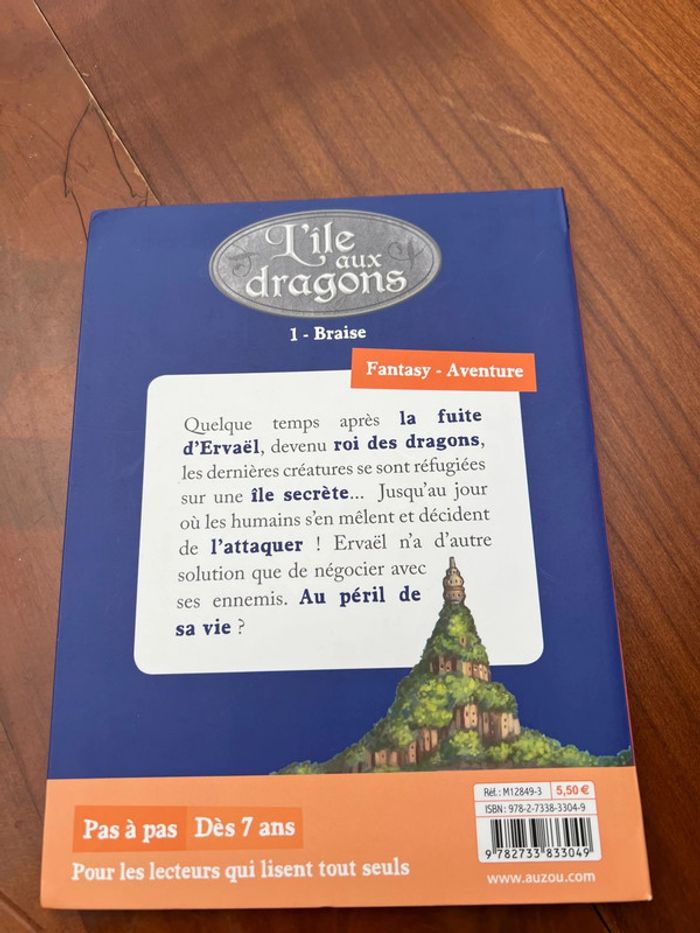 L'île
aux
dragons
1 - Braise
Fantasy - Aventure
Quelque temps après la fuite
d'Ervaël, devenu roi des dragons,
les dernières créatures se sont réfugiées
sur une île secrète... Jusqu'au jour
où les humains s'en mêlent et décident
de l'attaquer ! Ervaël n'a d'autre
solution que de négocier avec
ses ennemis. Au péril de
sa vie ?
Pas à pas Dès 7 ans
Pour les lecteurs qui lisent tout seuls
Réf. : M12849-3 5,50 €
ISBN : 978-2-7338-3304-9
9 782733 833049
www.auzou.com